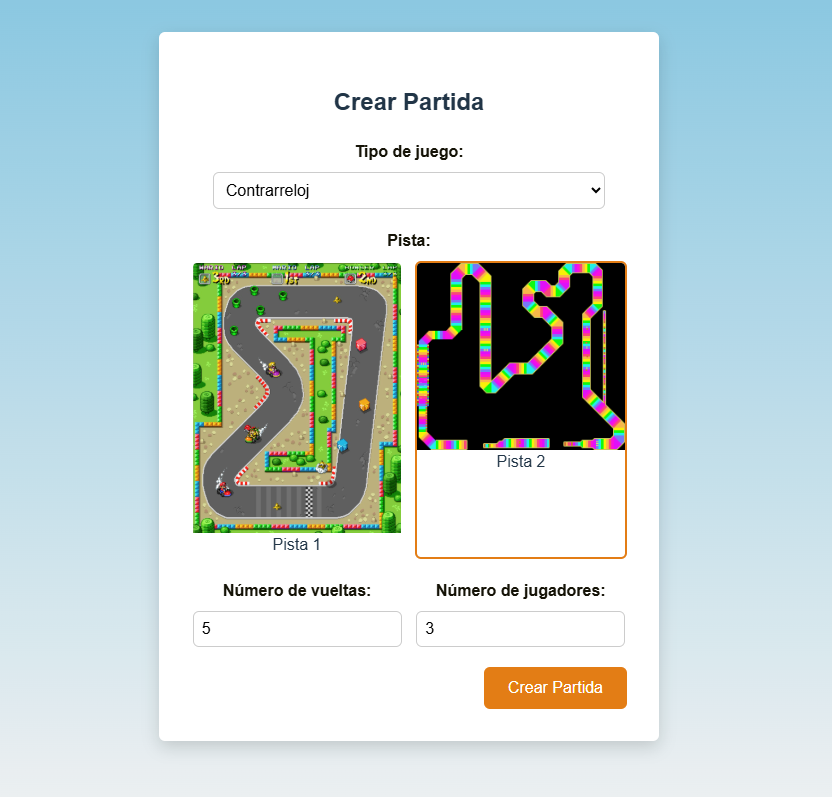 Crear Partida
Tipo de juego:
Contrarreloj
Pista:
Pista 1
Pista 2
Número de vueltas:
Número de jugadores:
5
3
Crear Partida